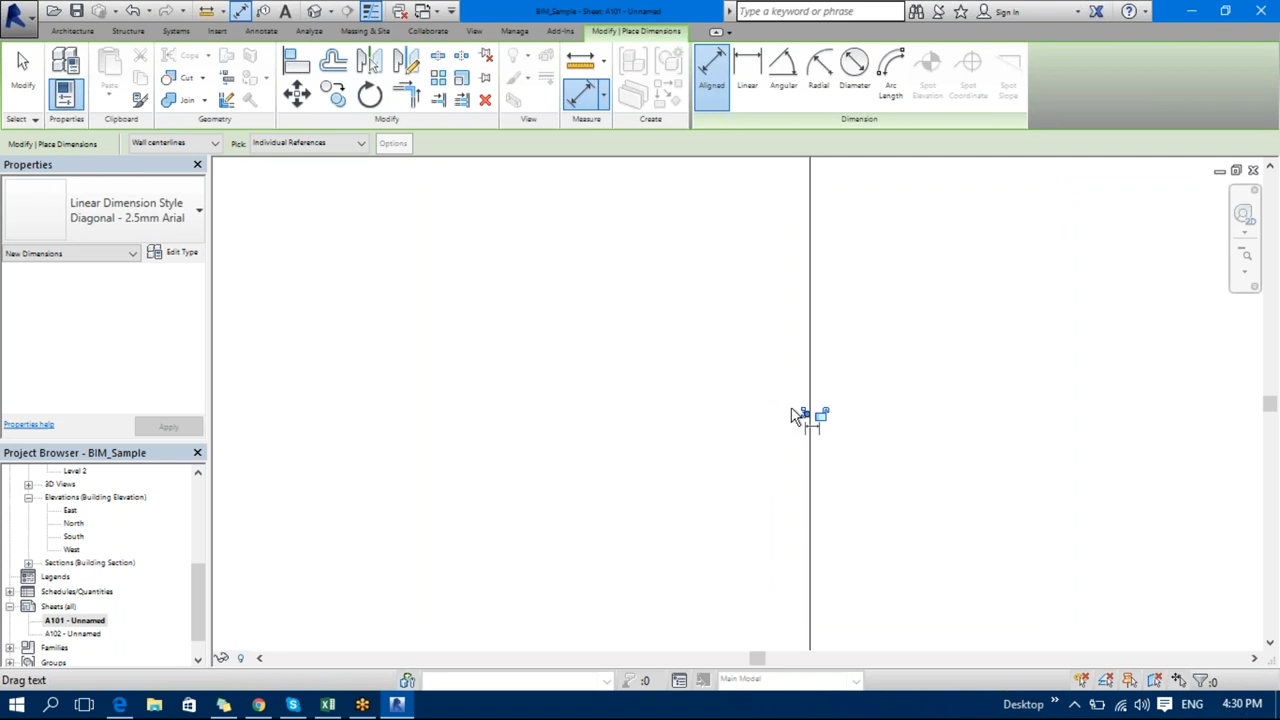 BIM_Sample - Sheet: A101 - Unnamed
Type a keyword or phrase
Sign In
Architecture Structure Systems Insert Annotate Analyze Massing & Site Collaborate View Manage Add-Ins Modify | Place Dimensions
Modify
Paste
Cope
Cut
Join
Aligned Linear Angular Radial Diameter Arc Length Spot Elevation Spot Coordinate Spot Slope
Select Properties Clipboard Geometry Modify View Measure Create Dimension
Modify | Place Dimensions Wall centerlines Pick: Individual References Options
Properties
Linear Dimension Style
Diagonal - 2.5mm Arial
New Dimensions Edit Type
2D
Properties help Apply
Project Browser - BIM_Sample
Level 2
3D Views
Elevations (Building Elevation)
East
North
South
West
Sections (Building Section)
Legends
Schedules/Quantities
Sheets (all)
A101 - Unnamed
A102 - Unnamed
Families
Groups
Drag text
:0
Main Model
:0
Desktop
ENG
4:30 PM